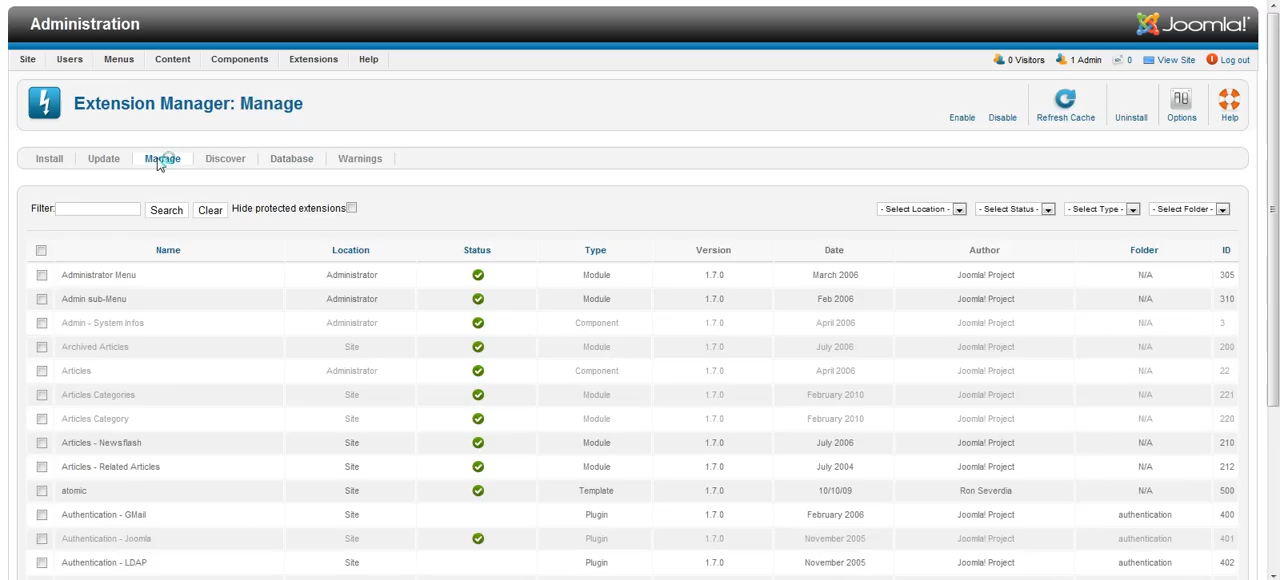 Administration Joomla!
Site Users Menus Content Components Extensions Help 0 Visitors 1 Admin 0 View Site Log out
Extension Manager: Manage Enable Disable Refresh Cache Uninstall Options Help
Install Update Manage Discover Database Warnings
Filter: Search Clear Hide protected extensions - Select Location - - Select Status - - Select Type - - Select Folder -
Name Location Status Type Version Date Author Folder ID
Administrator Menu Administrator Module 1.7.0 March 2006 Joomla! Project N/A 305
Admin sub-Menu Administrator Module 1.7.0 Feb 2006 Joomla! Project N/A 310
Admin - System Infos Administrator Component 1.7.0 April 2006 Joomla! Project N/A 3
Archived Articles Site Module 1.7.0 July 2006 Joomla! Project N/A 200
Articles Administrator Component 1.7.0 April 2006 Joomla! Project N/A 22
Articles Categories Site Module 1.7.0 February 2010 Joomla! Project N/A 221
Articles Category Site Module 1.7.0 February 2010 Joomla! Project N/A 220
Articles - Newsflash Site Module 1.7.0 July 2006 Joomla! Project N/A 210
Articles - Related Articles Site Module 1.7.0 July 2004 Joomla! Project N/A 212
atomic Site Template 1.7.0 10/10/09 Ron Severdia N/A 500
Authentication - GMail Site Plugin 1.7.0 February 2006 Joomla! Project authentication 400
Authentication - Joomla Site Plugin 1.7.0 November 2005 Joomla! Project authentication 401
Authentication - LDAP Site Plugin 1.7.0 November 2005 Joomla! Project authentication 402